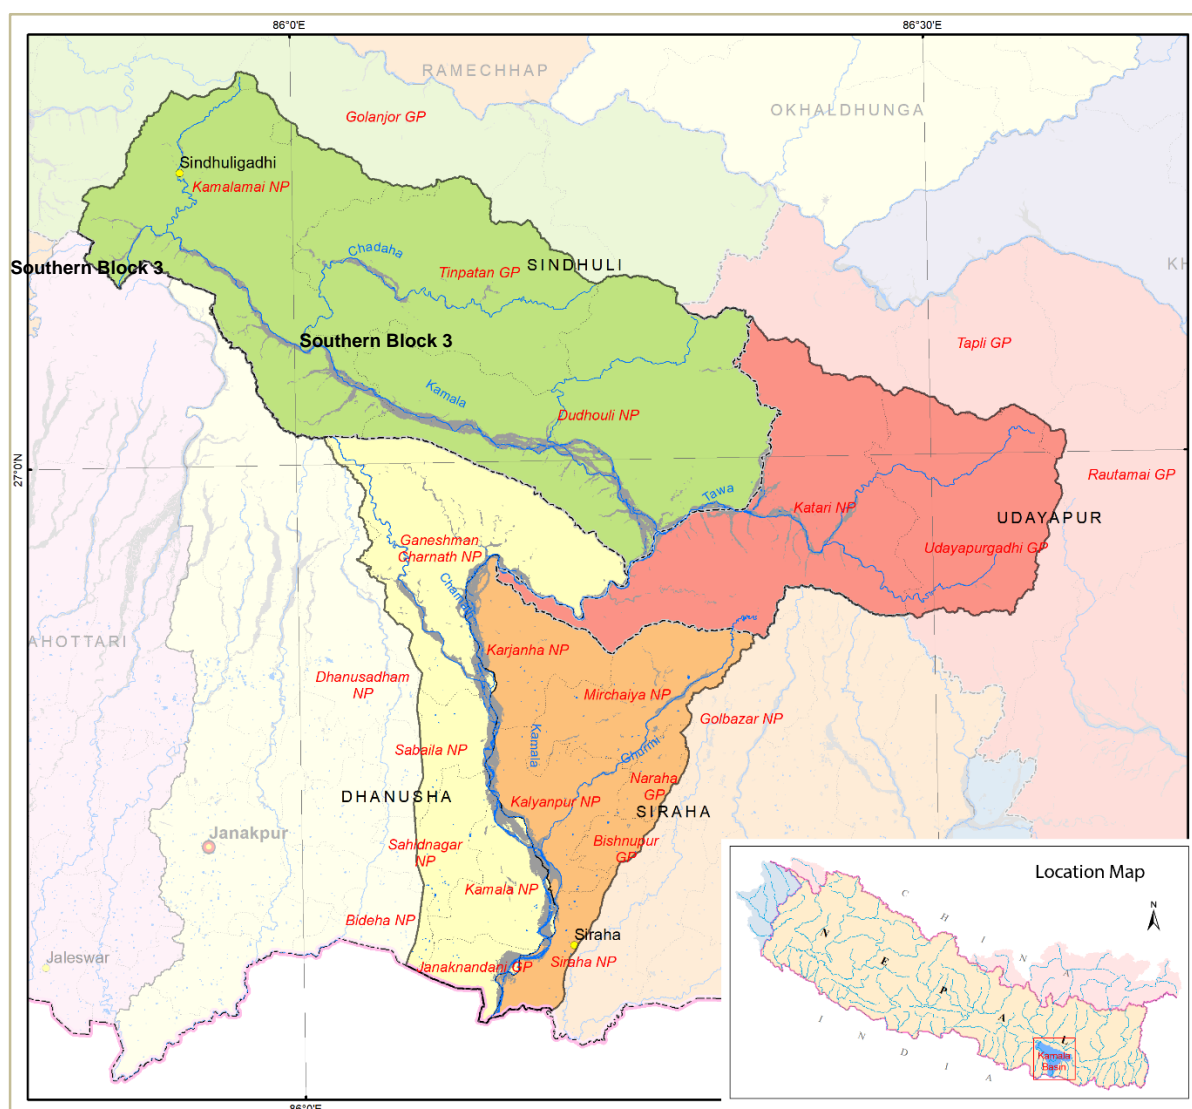 86°0'E
86°30'E
RAMECHHAP
OKHALDHUNGA
Golanjor GP
Sindhuligadhi
Kamalamai NP
Chadaha
SINDHULI
Tinpatan GP
KH
Southern Block 3
Southern Block 3
Tapli GP
Kamala
Dudhouli NP
27°0'N
Rautamai GP
Tawa
Katari NP
UDAYAPUR
Ganeshman
Charnath NP
Udayapurgadhi GP
AHOTTARI
Karjanha NP
Dhanusadham
NP
Mirchaiya NP
Golbazar NP
Sabaila NP
Kamala
Ghurmi
Naraha
GP
DHANUSHA
Kalyanpur NP
SIRAHA
Janakpur
Sahidnagar
NP
Bishnupur
GP
Kamala NP
Bideha NP
Siraha
Jaleswar
Janaknandani GP
Siraha NP
Location Map
N
CHIN
NEPAL
INDIA
Kamala
Basin
86°0'E